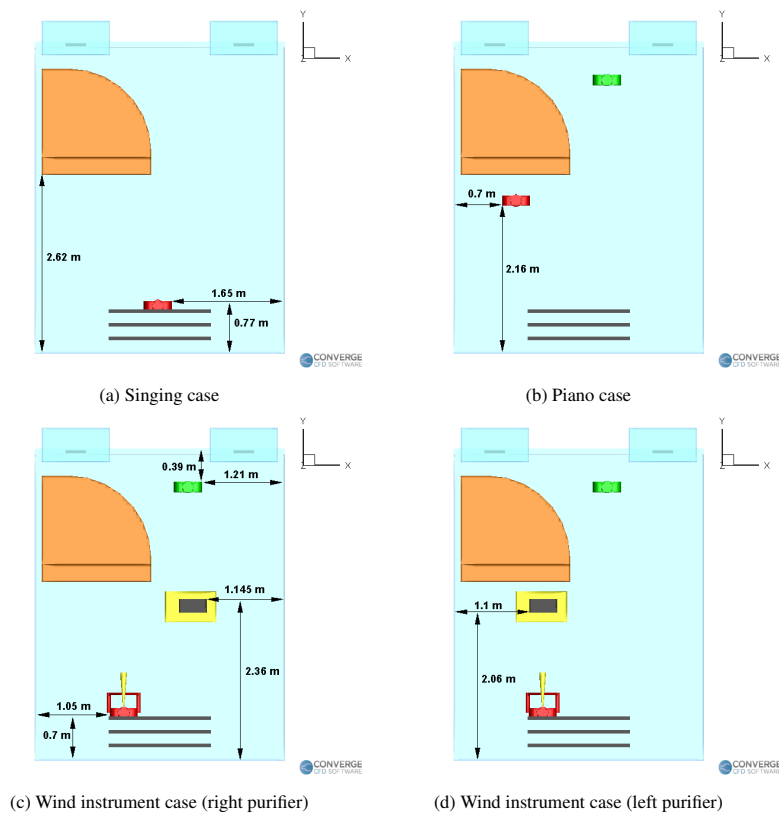 Y
Z X
2.62 m
1.65 m
0.77 m
CONVERGE
CFD SOFTWARE
(a) Singing case
Y
Z X
0.7 m
2.16 m
CONVERGE
CFD SOFTWARE
(b) Piano case
Y
Z X
0.39 m
1.21 m
1.145 m
2.36 m
1.05 m
0.7 m
CONVERGE
CFD SOFTWARE
(c) Wind instrument case (right purifier)
Y
Z X
1.1 m
2.06 m
CONVERGE
CFD SOFTWARE
(d) Wind instrument case (left purifier)